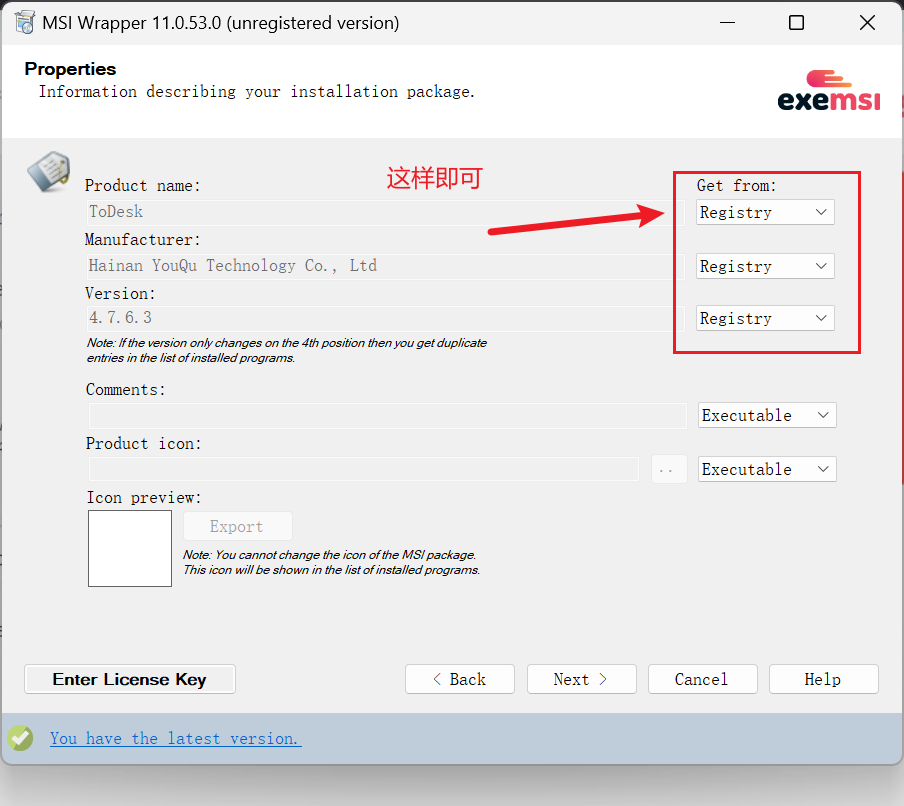 MSI Wrapper 11.0.53.0 (unregistered version)
Properties
Information describing your installation package.
exemsi
这样即可
Product name:
Get from:
ToDesk
Registry
Manufacturer:
Hainan YouQu Technology Co., Ltd
Registry
Version:
4.7.6.3
Registry
Note: If the version only changes on the 4th position then you get duplicate
entries in the list of installed programs.
Comments:
Executable
Product icon:
..
Executable
Icon preview:
Export
Note: You cannot change the icon of the MSI package.
This icon will be shown in the list of installed programs.
Enter License Key
< Back
Next >
Cancel
Help
You have the latest version.